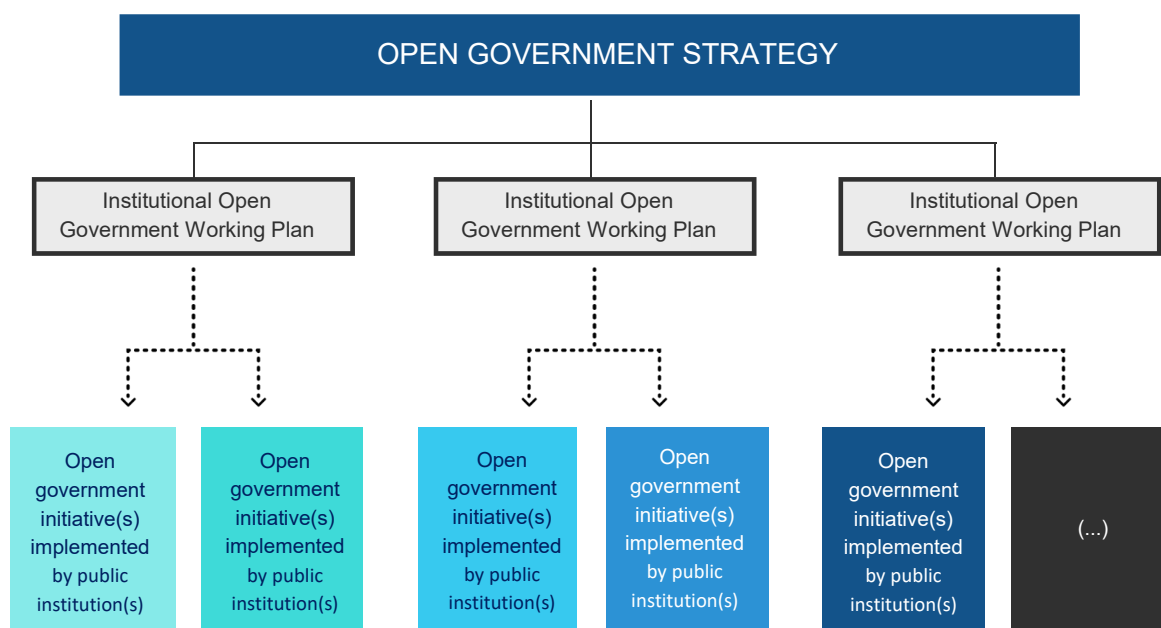 OPEN GOVERNMENT STRATEGY
Institutional Open
Government Working Plan
Institutional Open
Government Working Plan
Institutional Open
Government Working Plan
Open
government
initiative(s)
implemented
by public
institution(s)
Open
government
initiative(s)
implemented
by public
institution(s)
Open
government
initiative(s)
implemented
by public
institution(s)
Open
government
initiative(s)
implemented
by public
institution(s)
Open
government
initiative(s)
implemented
by public
institution(s)
(...)